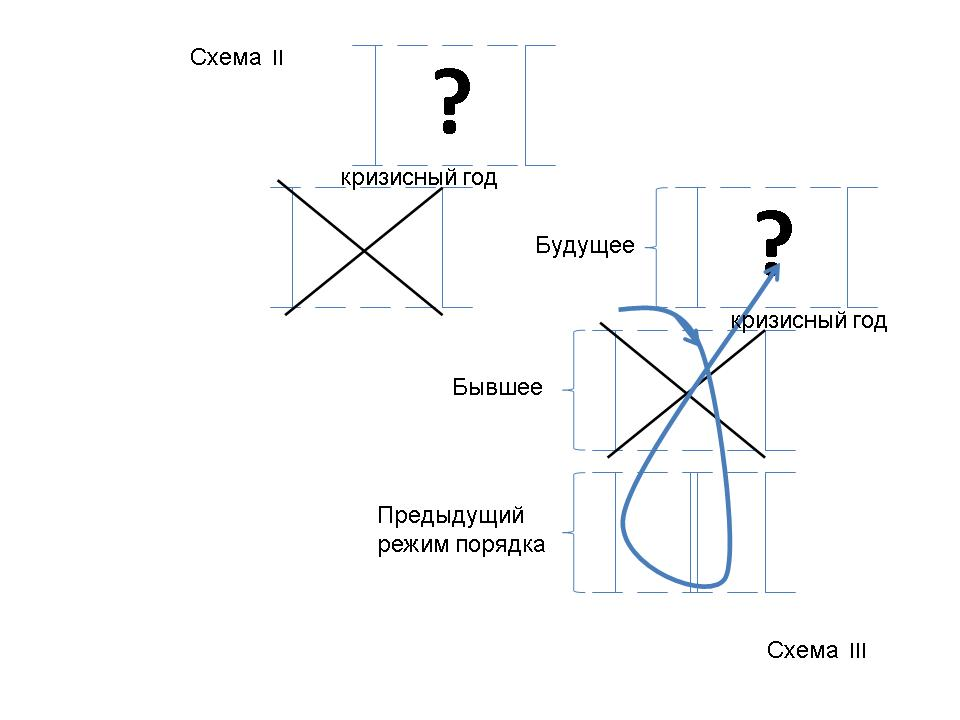 Схема II
?
кризисный год
Будущее
?
кризисный год
Бывшее
Предыдущий
режим порядка
Схема III